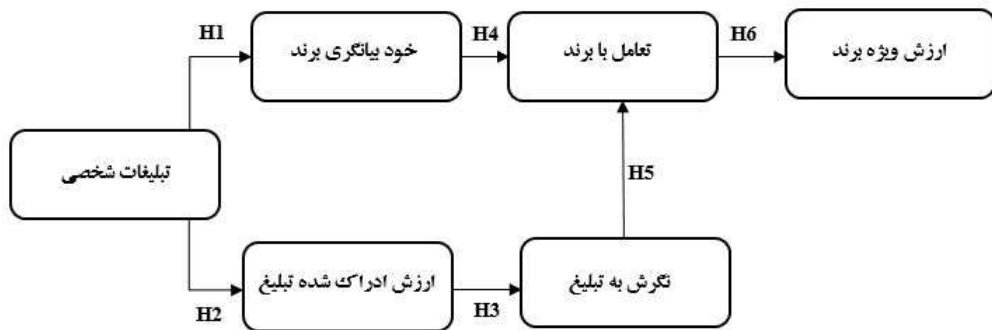 H1
خود بیانگری برند
H4
تعامل با برند
H6
ارزش ویژه برند
تبلیغات شخصی
H5
H2
ارزش ادراک شده تبلیغ
H3
نگرش به تبلیغ